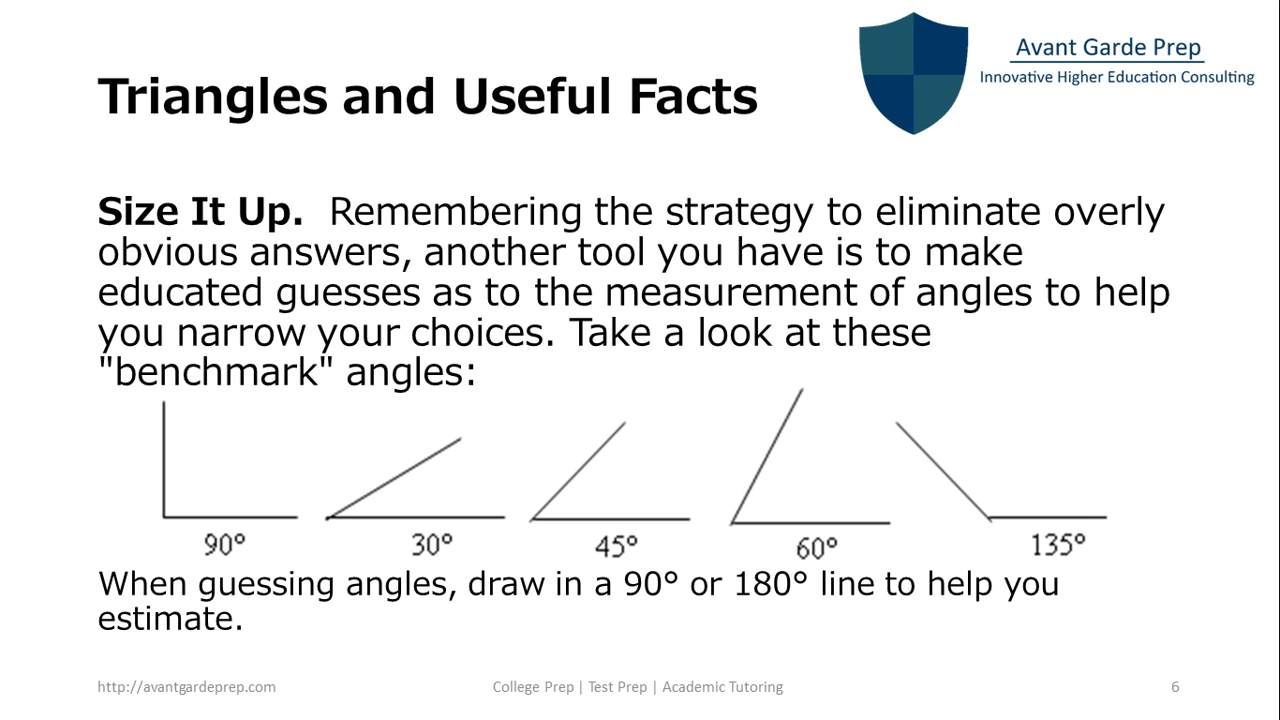 Avant Garde Prep
Innovative Higher Education Consulting
Triangles and Useful Facts
Size It Up.  Remembering the strategy to eliminate overly
obvious answers, another tool you have is to make
educated guesses as to the measurement of angles to help
you narrow your choices. Take a look at these
"benchmark" angles:
90° 30° 45° 60° 135°
When guessing angles, draw in a 90° or 180° line to help you
estimate.
http://avantgardeprep.com College Prep | Test Prep | Academic Tutoring 6